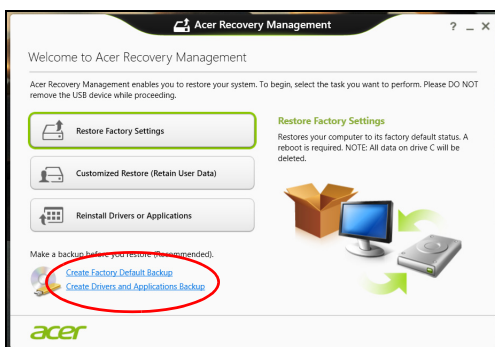 Acer Recovery Management
? _ X
Welcome to Acer Recovery Management
Acer Recovery Management enables you to restore your system. To begin, select the task you want to perform. Please DO NOT
remove the USB device while proceeding.
Restore Factory Settings
Customized Restore (Retain User Data)
Reinstall Drivers or Applications
Restore Factory Settings
Restores your computer to its factory default status. A
reboot is required. NOTE: All data on drive C will be
deleted.
Make a backup before you restore (Recommended).
Create Factory Default Backup
Create Drivers and Applications Backup
acer